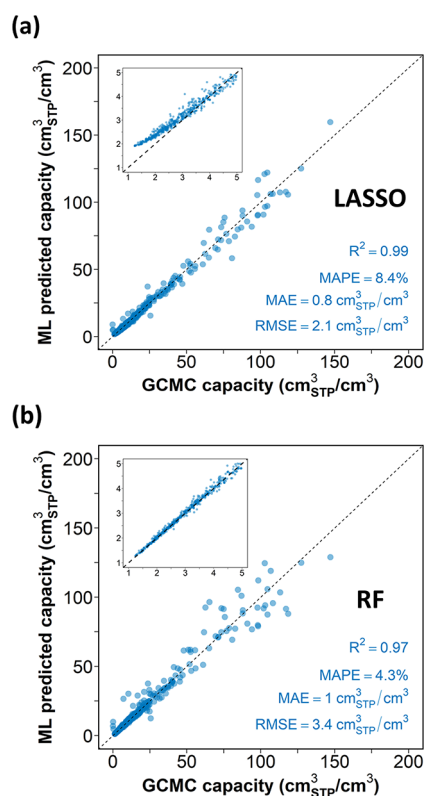 (a)
200
150
100
50
0
ML predicted capacity (cm³STP/cm³)
5
4
3
2
1
1 2 3 4 5
LASSO
R² = 0.99
MAPE = 8.4%
MAE = 0.8 cm³STP/cm³
RMSE = 2.1 cm³STP/cm³
0 50 100 150 200
GCMC capacity (cm³STP/cm³)
(b)
200
150
100
50
0
ML predicted capacity (cm³STP/cm³)
5
4
3
2
1
1 2 3 4 5
RF
R² = 0.97
MAPE = 4.3%
MAE = 1 cm³STP/cm³
RMSE = 3.4 cm³STP/cm³
0 50 100 150 200
GCMC capacity (cm³STP/cm³)